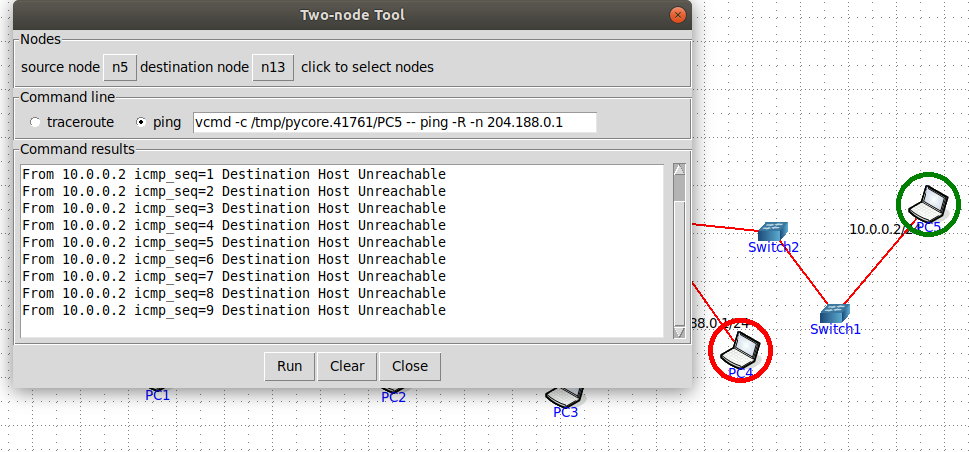 Two-node Tool
Nodes
source node n5 destination node n13 click to select nodes
Command line
traceroute ping vcmd -c /tmp/pycore.41761/PC5 -- ping -R -n 204.188.0.1
Command results
From 10.0.0.2 icmp_seq=1 Destination Host Unreachable
From 10.0.0.2 icmp_seq=2 Destination Host Unreachable
From 10.0.0.2 icmp_seq=3 Destination Host Unreachable
From 10.0.0.2 icmp_seq=4 Destination Host Unreachable
From 10.0.0.2 icmp_seq=5 Destination Host Unreachable
From 10.0.0.2 icmp_seq=6 Destination Host Unreachable
From 10.0.0.2 icmp_seq=7 Destination Host Unreachable
From 10.0.0.2 icmp_seq=8 Destination Host Unreachable
From 10.0.0.2 icmp_seq=9 Destination Host Unreachable
Run Clear Close
10.0.0.2/
PC5
Switch2
Switch1
88.0.1/24
PC4
PC1
PC2
PC3